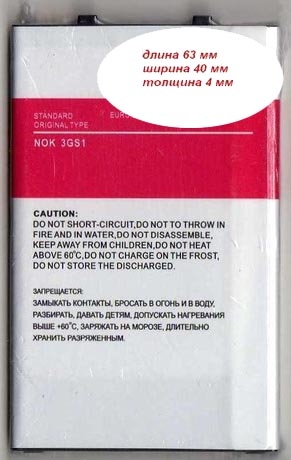 длина 63 мм
ширина 40 мм
толщина 4 мм
STANDARD
ORIGINAL TYPE
NOK 3GS1
CAUTION:
DO NOT SHORT-CIRCUIT,DO NOT TO THROW IN
FIRE AND IN WATER,DO NOT DISASSEMBLE,
KEEP AWAY FROM CHILDREN,DO NOT HEAT
ABOVE 60°C,DO NOT CHARGE ON THE FROST,
DO NOT STORE THE DISCHARGED.
ЗАПРЕЩАЕТСЯ:
ЗАМЫКАТЬ КОНТАКТЫ, БРОСАТЬ В ОГОНЬ И В ВОДУ,
РАЗБИРАТЬ, ДАВАТЬ ДЕТЯМ, ДОПУСКАТЬ НАГРЕВАНИЯ
ВЫШЕ +60°C, ЗАРЯЖАТЬ НА МОРОЗЕ, ДЛИТЕЛЬНО
ХРАНИТЬ РАЗРЯЖЕННЫМ.